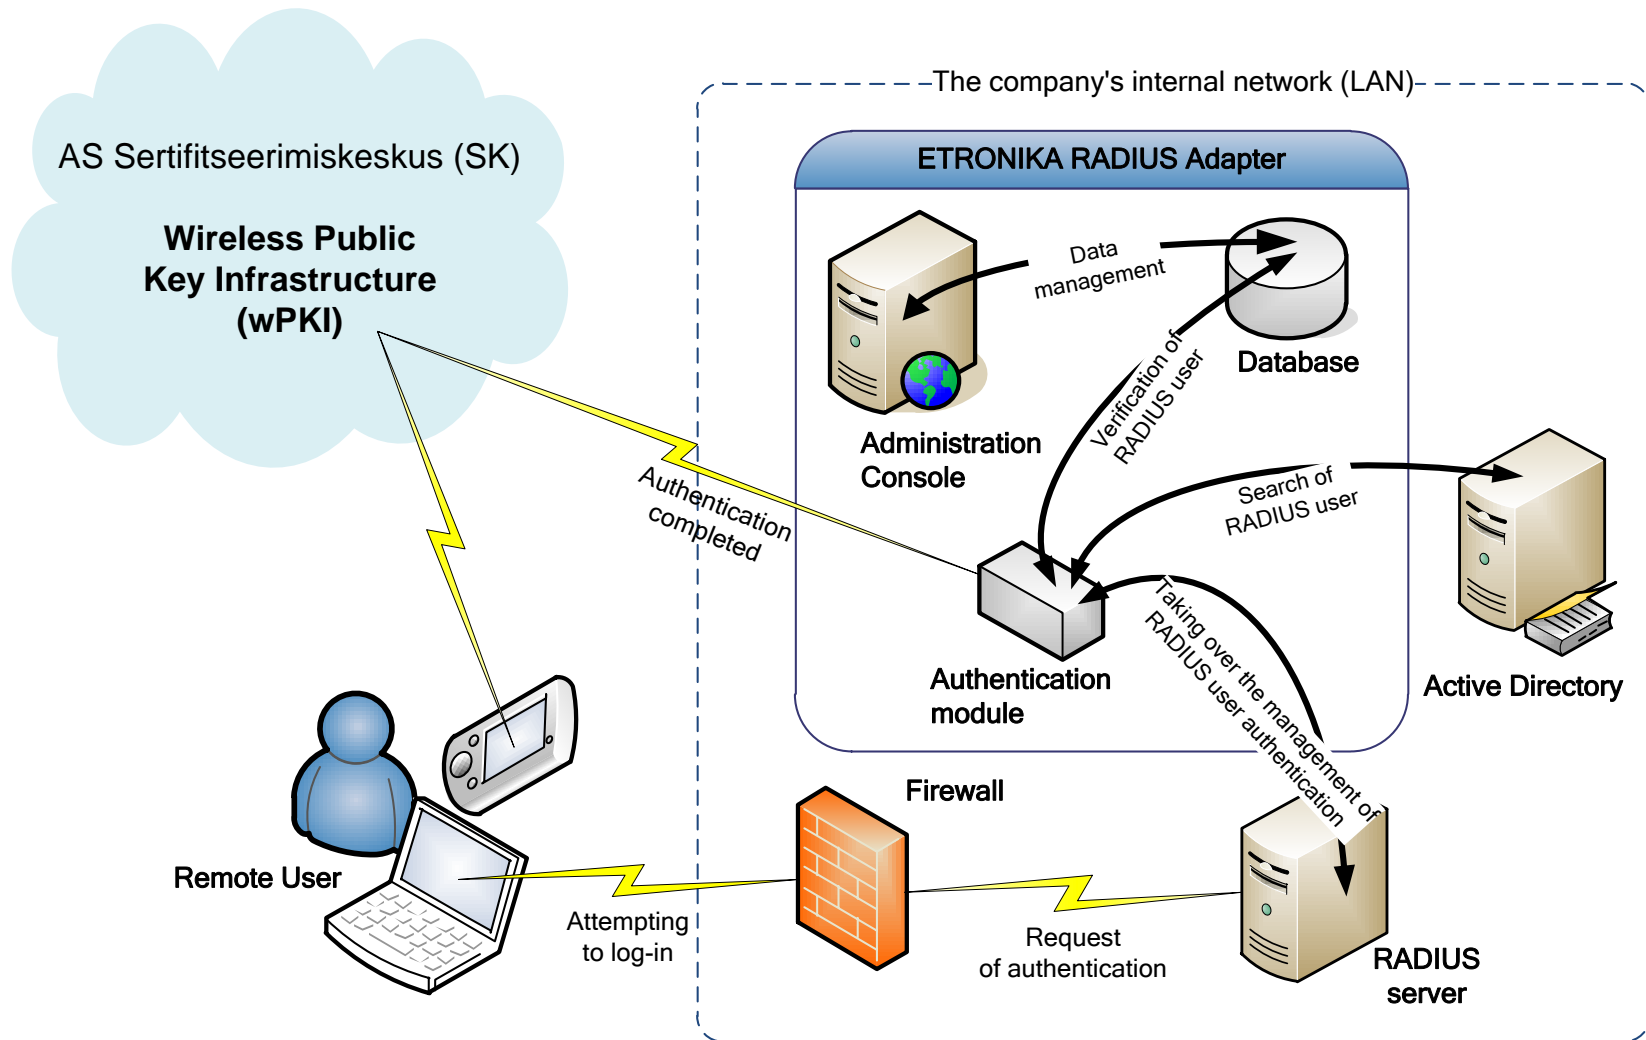 The company's internal network (LAN)
AS Sertifitseerimiskeskus (SK)
Wireless Public
Key Infrastructure
(wPKI)
ETRONIKA RADIUS Adapter
Data
management
Database
Verification of
RADIUS user
Administration
Console
Search of
RADIUS user
Authentication
completed
Authentication
module
Active Directory
Taking over the management of
RADIUS user authentication
Firewall
Remote User
Attempting
to log-in
Request
of authentication
RADIUS
server